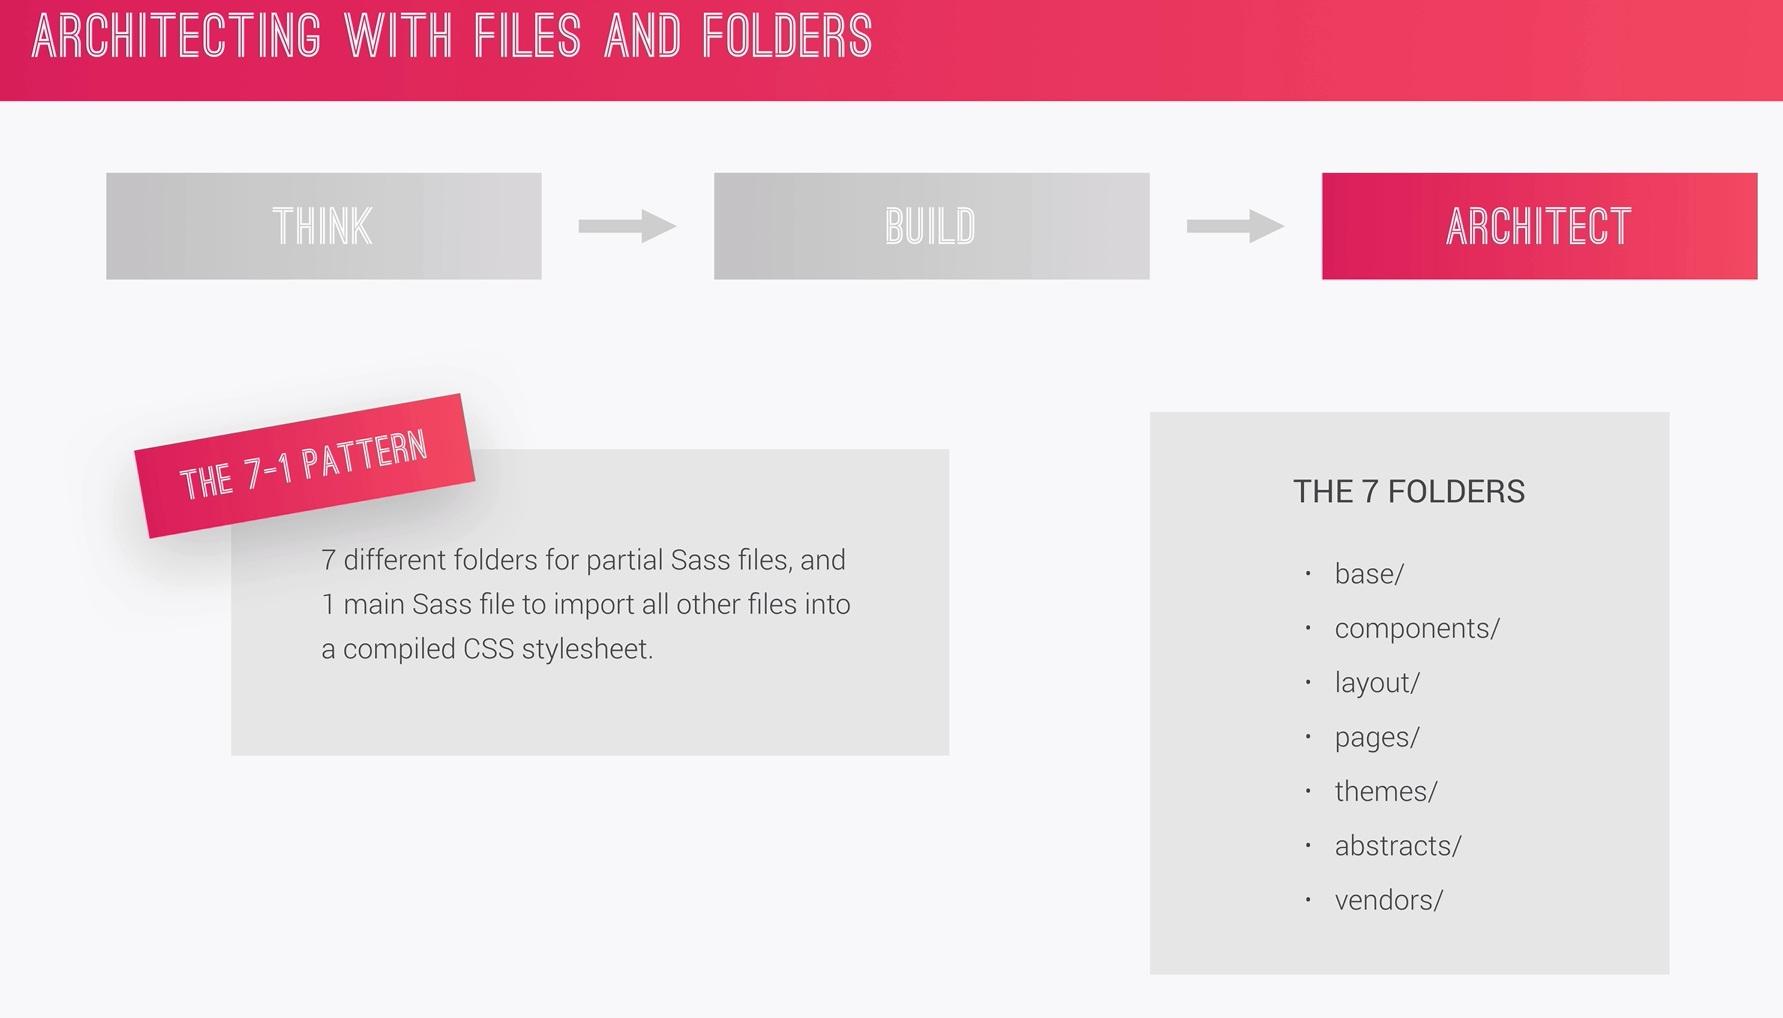 ARCHITECTING WITH FILES AND FOLDERS
THINK
BUILD
ARCHITECT
THE 7-1 PATTERN
7 different folders for partial Sass files, and
1 main Sass file to import all other files into
a compiled CSS stylesheet.
THE 7 FOLDERS
· base/
· components/
· layout/
· pages/
· themes/
· abstracts/
· vendors/